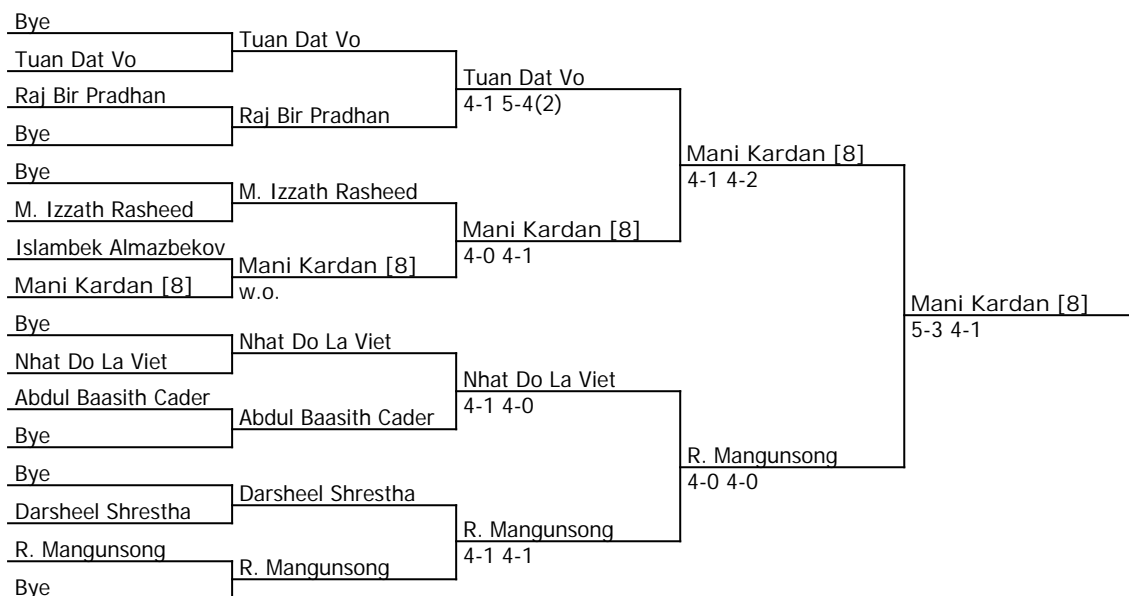 Bye
Tuan Dat Vo
Raj Bir Pradhan
Bye
Bye
M. Izzath Rasheed
Islambek Almazbekov
Mani Kardan [8]
Bye
Nhat Do La Viet
Abdul Baasith Cader
Bye
Bye
Darsheel Shrestha
R. Mangunsong
Bye
Tuan Dat Vo
Raj Bir Pradhan
M. Izzath Rasheed
Mani Kardan [8]
w.o.
Nhat Do La Viet
Abdul Baasith Cader
Darsheel Shrestha
R. Mangunsong
Tuan Dat Vo
4-1 5-4(2)
Mani Kardan [8]
4-0 4-1
Nhat Do La Viet
4-1 4-0
R. Mangunsong
4-1 4-1
Mani Kardan [8]
4-1 4-2
R. Mangunsong
4-0 4-0
Mani Kardan [8]
5-3 4-1